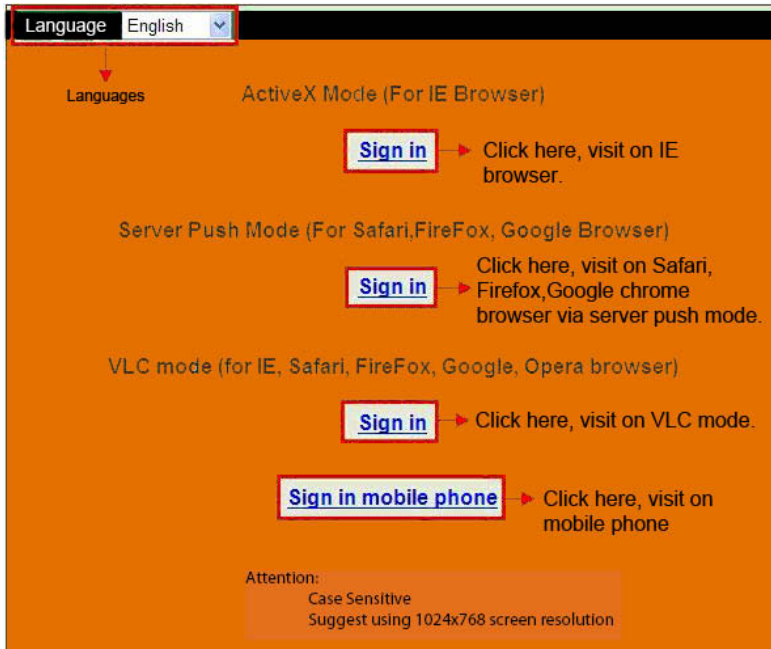 Language English
Languages
ActiveX Mode (For IE Browser)
Sign in
Click here, visit on IE
browser.
Server Push Mode (For Safari,FireFox, Google Browser)
Sign in
Click here, visit on Safari,
Firefox,Google chrome
browser via server push mode.
VLC mode (for IE, Safari, FireFox, Google, Opera browser)
Sign in
Click here, visit on VLC mode.
Sign in mobile phone
Click here, visit on
mobile phone
Attention:
Case Sensitive
Suggest using 1024x768 screen resolution